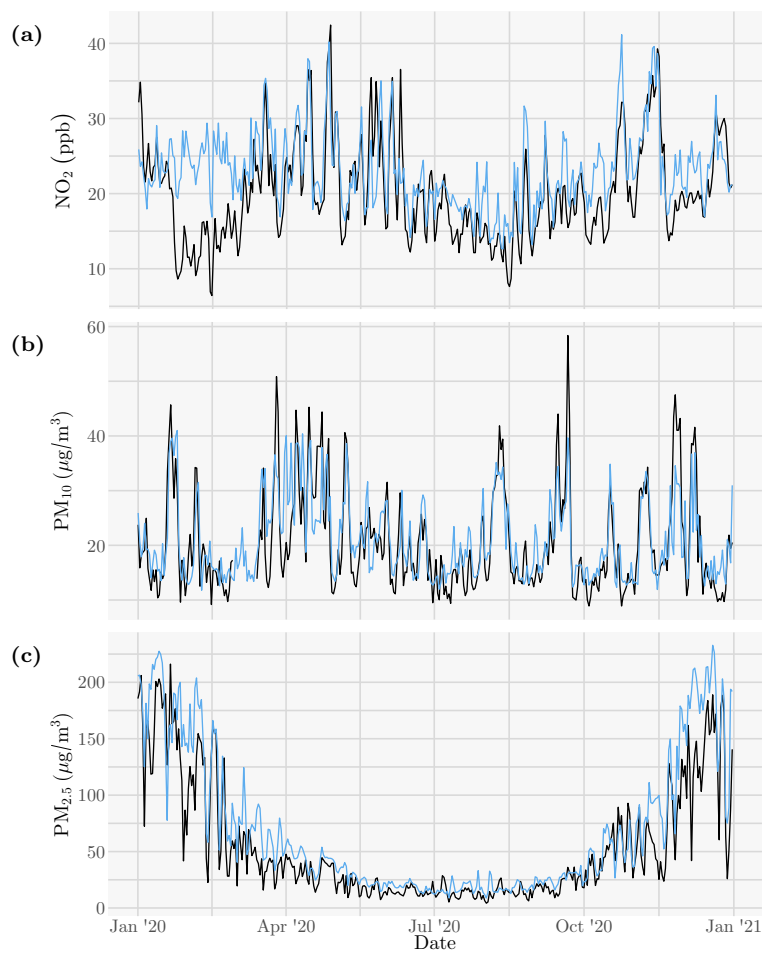 (a)
NO₂ (ppb)
40
30
20
10
(b)
PM₁₀ (μg/m³)
60
40
20
(c)
PM₂.₅ (μg/m³)
200
150
100
50
0
Jan '20 Apr '20 Jul '20 Oct '20 Jan '21
Date